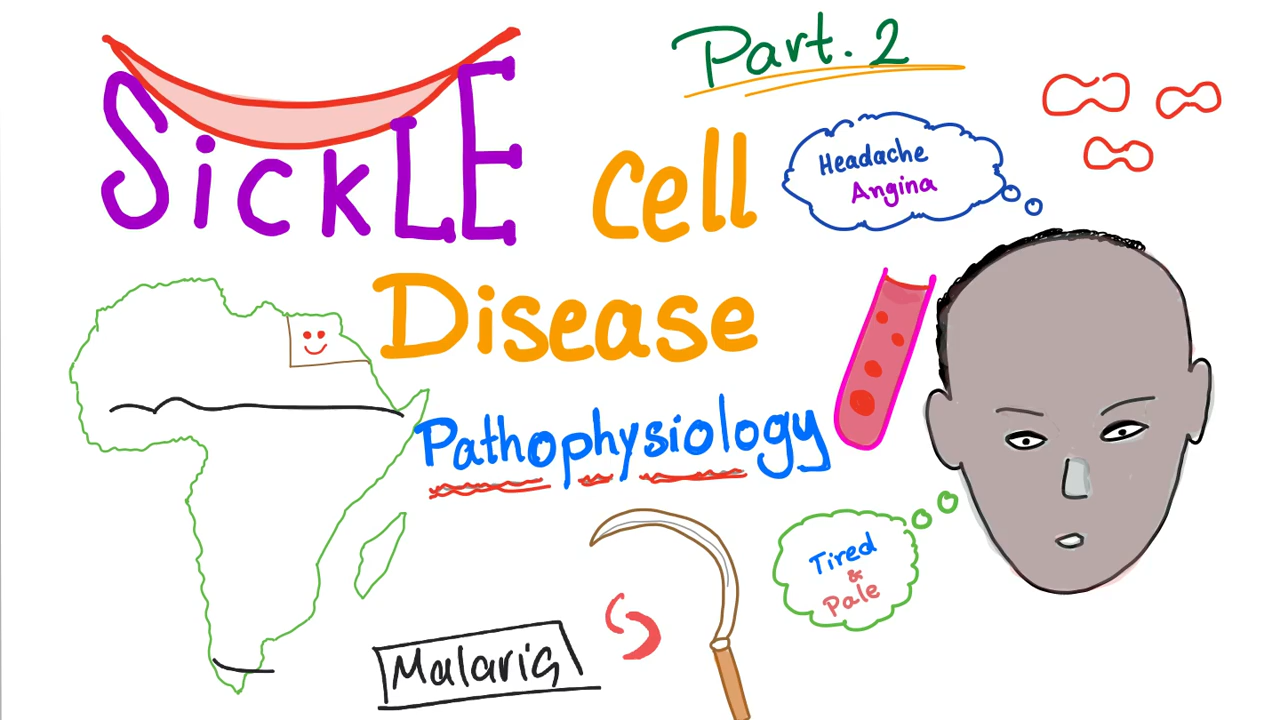 Part. 2
SickLE cell
Disease
Pathophysiology
Headache
Angina
Tired
&
Pale
Malaria